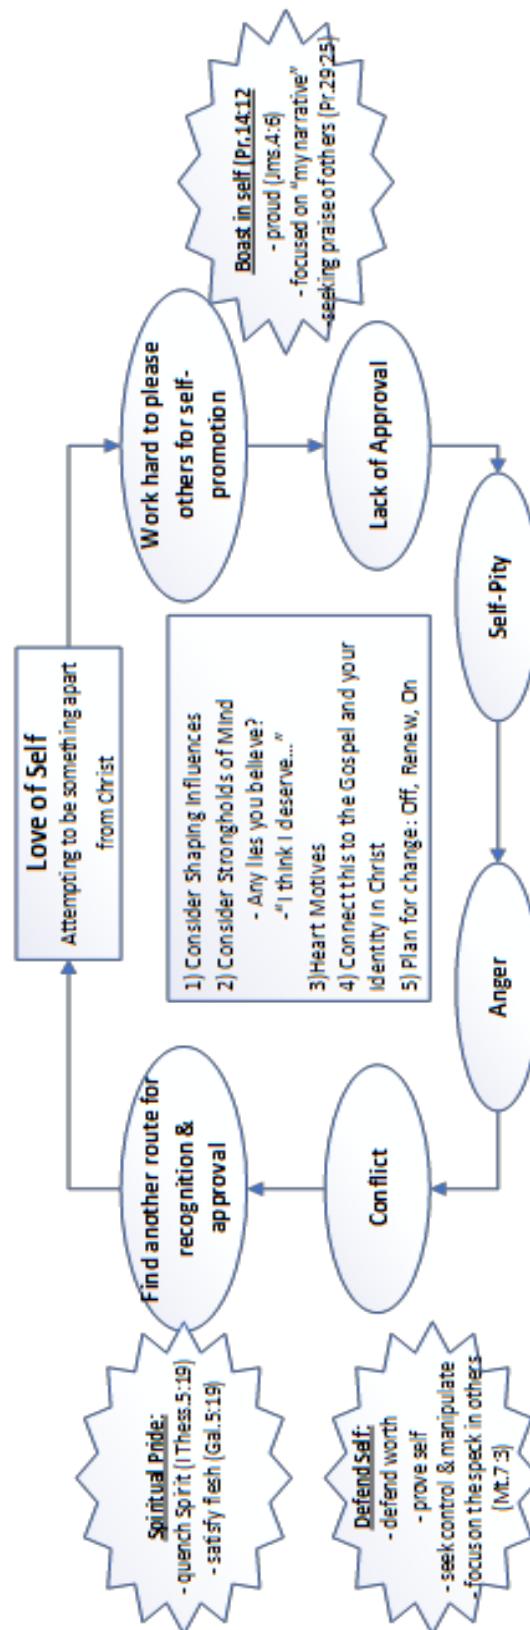 Love of Self
Attempting to be something apart
from Christ
Work hard to please
others for self-
promotion
Boast in self (Pr.14:12
- proud (Jms.4:6)
- focused on "my narrative"
-seeking praise of others (Pr.29:25)
Lack of Approval
Self-Pity
Anger
Conflict
Defend Self:
- defend worth
- prove self
- seek control & manipulate
- focus on the speck in others
(Mt.7 3)
Find another route for
recognition &
approval
Spiritual Pride:
- quench Spirit (I Thess.5:19)
- satisfy flesh (Gal.5:19)
1) Consider Shaping Influences
2) Consider Strongholds of Mind
- Any lies you believe?
-"I think I deserve..."
3)Heart Motives
4) Connect this to the Gospel and your
Identity in Christ
5) Plan for change: Off, Renew, On